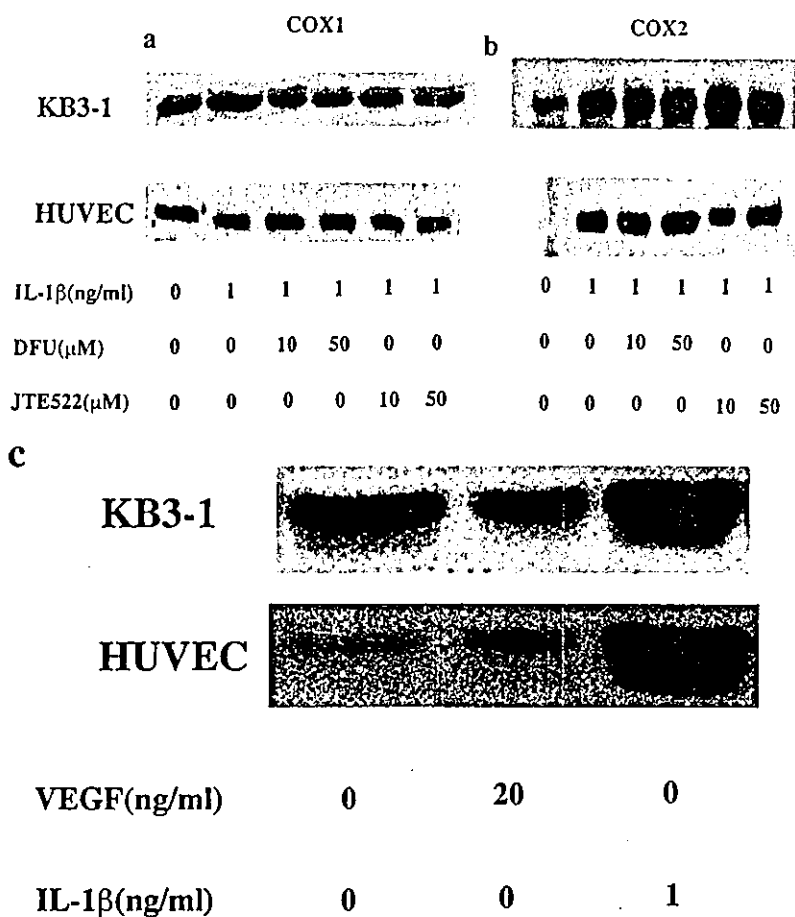 a COX1 b COX2
KB3-1
HUVEC
IL-1β(ng/ml) 0 1 1 1 1 1 0 1 1 1 1 1
DFU(μM) 0 0 10 50 0 0 0 0 10 50 0 0
JTE522(μM) 0 0 0 0 10 50 0 0 0 0 10 50
c
KB3-1
HUVEC
VEGF(ng/ml) 0 20 0
IL-1β(ng/ml) 0 0 1